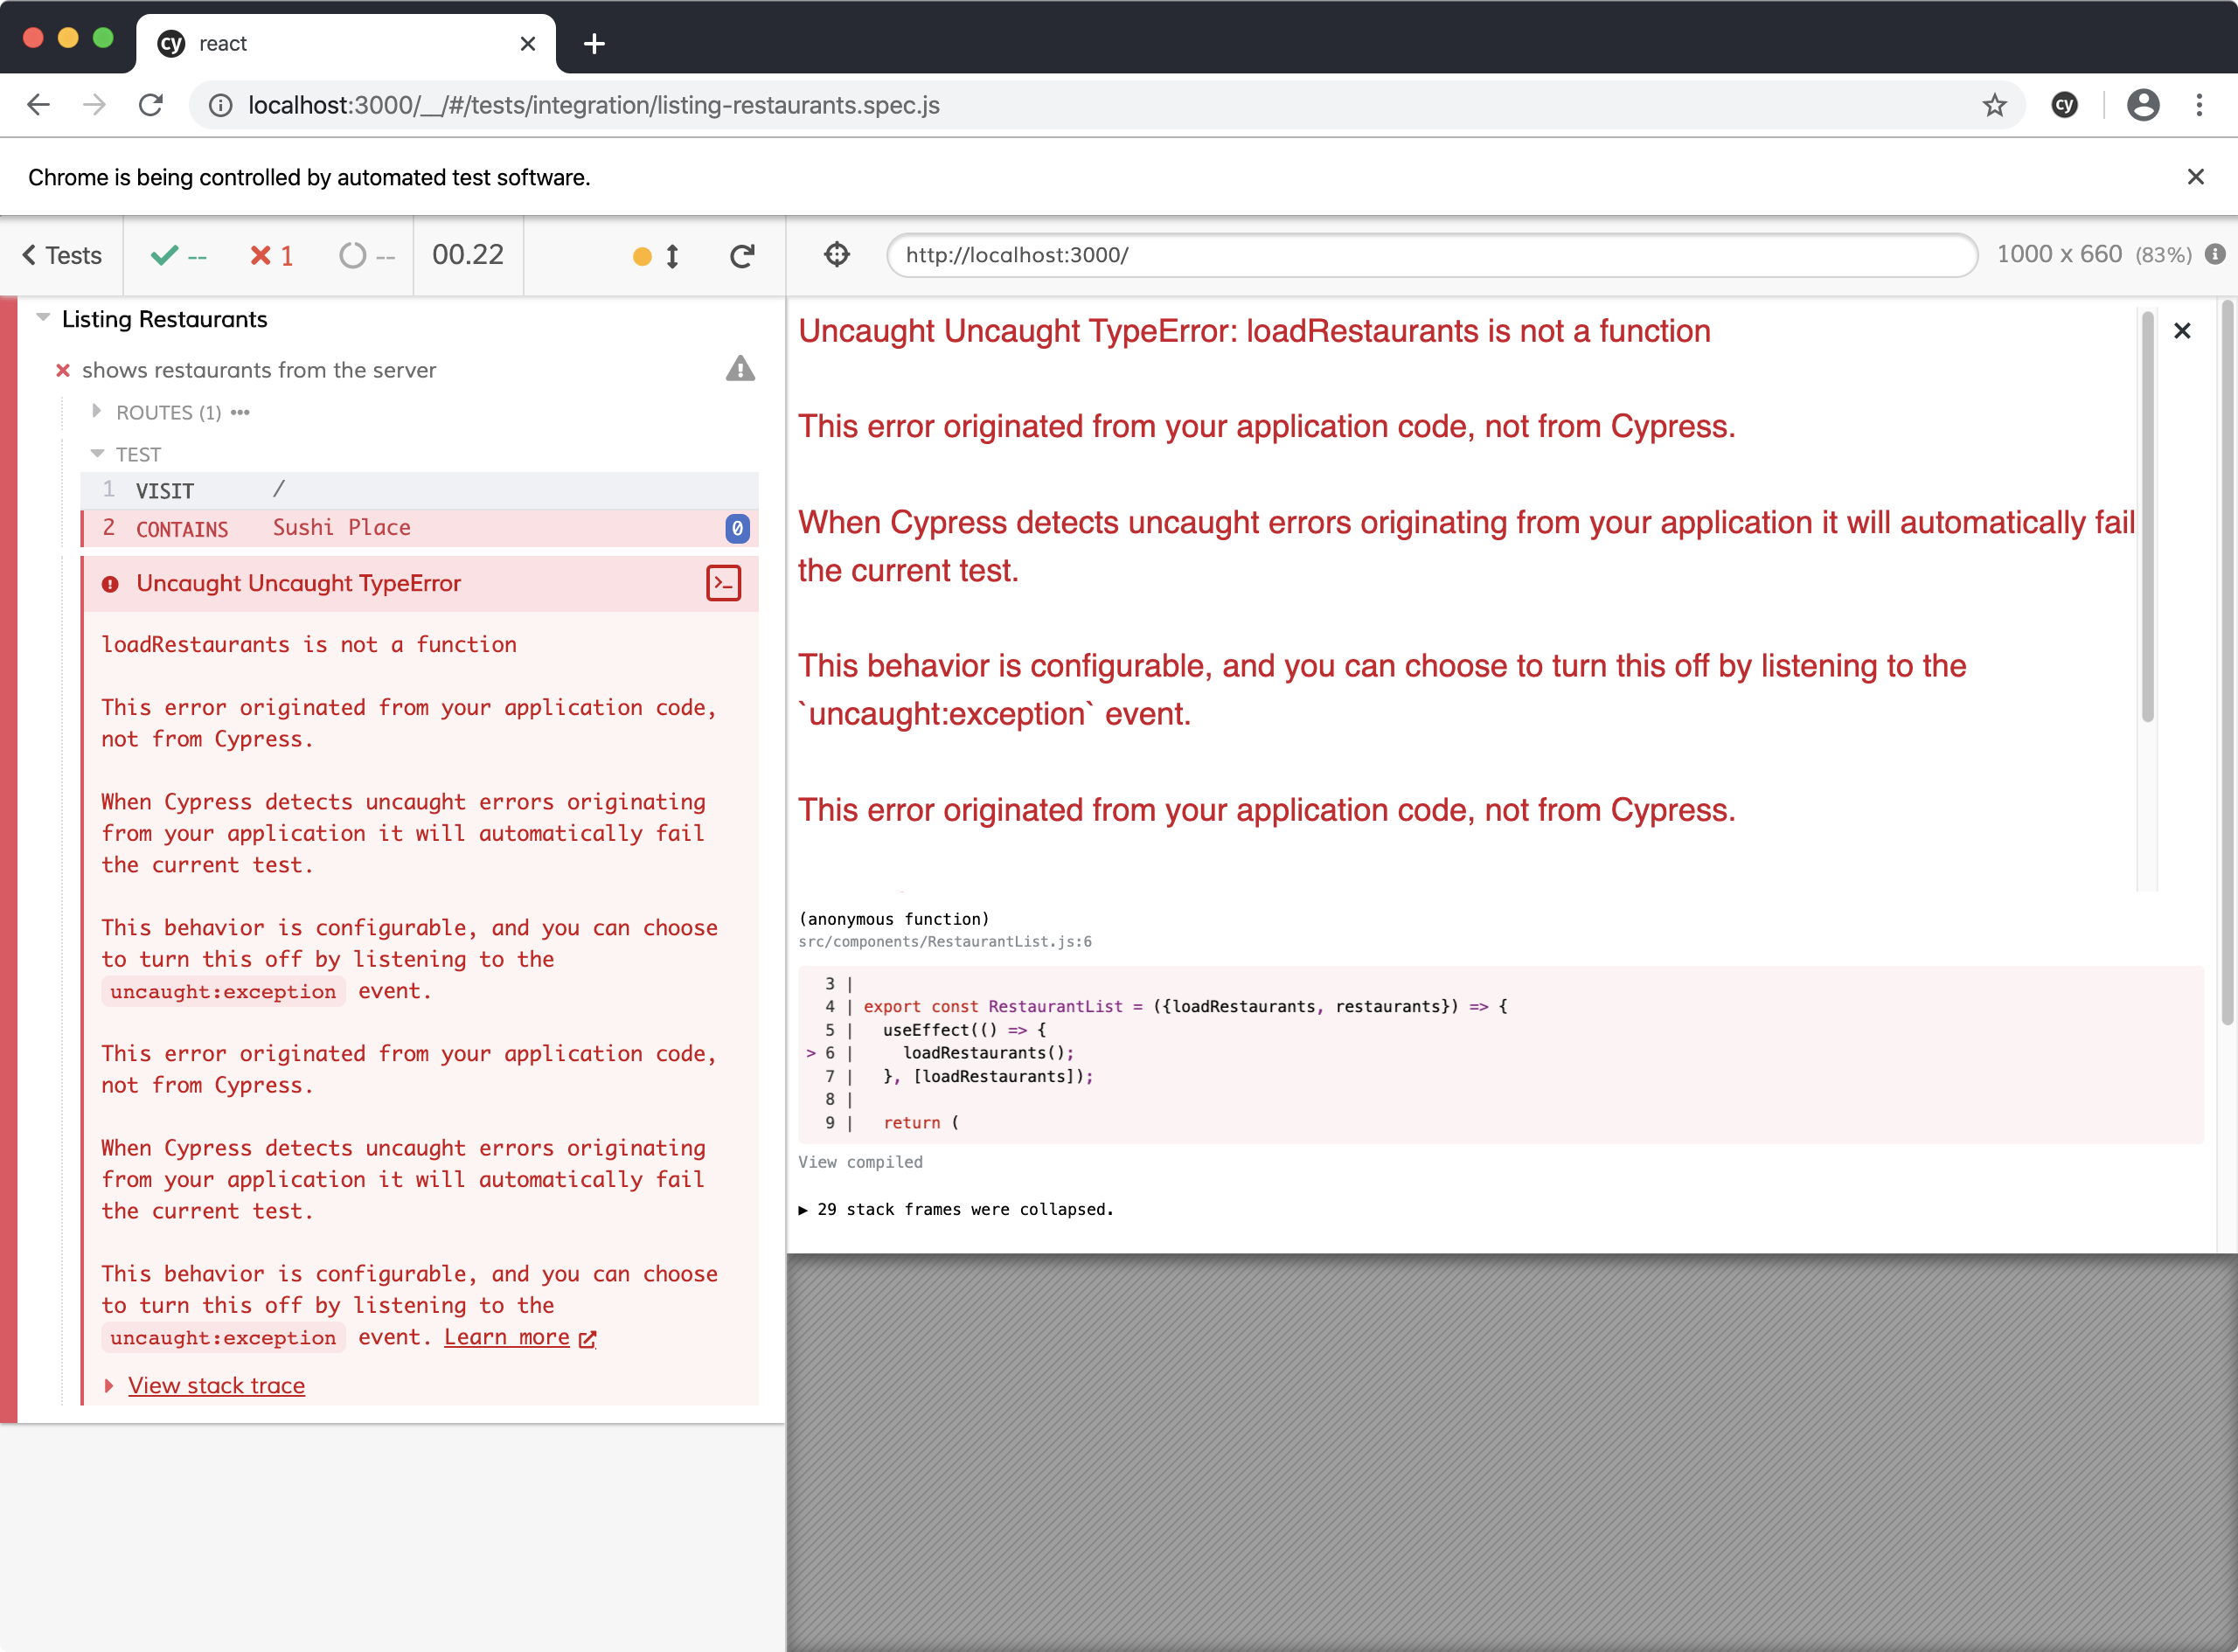 cy react
localhost:3000/__/#/tests/integration/listing-restaurants.spec.js
cy
Chrome is being controlled by automated test software.
Tests
--
1
--
00.22
http://localhost:3000/
1000 x 660 (83%)
Listing Restaurants
shows restaurants from the server
ROUTES (1)
TEST
1 VISIT /
2 CONTAINS Sushi Place 0
Uncaught Uncaught TypeError
loadRestaurants is not a function
This error originated from your application code,
not from Cypress.
When Cypress detects uncaught errors originating
from your application it will automatically fail
the current test.
This behavior is configurable, and you can choose
to turn this off by listening to the
uncaught:exception event.
This error originated from your application code,
not from Cypress.
When Cypress detects uncaught errors originating
from your application it will automatically fail
the current test.
This behavior is configurable, and you can choose
to turn this off by listening to the
uncaught:exception event. Learn more
View stack trace
Uncaught Uncaught TypeError: loadRestaurants is not a function
This error originated from your application code, not from Cypress.
When Cypress detects uncaught errors originating from your application it will automatically fail
the current test.
This behavior is configurable, and you can choose to turn this off by listening to the
`uncaught:exception` event.
This error originated from your application code, not from Cypress.
(anonymous function)
src/components/RestaurantList.js:6
3 |
4 | export const RestaurantList = ({loadRestaurants, restaurants}) => {
5 |   useEffect(() => {
> 6 |     loadRestaurants();
7 |   }, [loadRestaurants]);
8 |
9 |   return (
View compiled
▶ 29 stack frames were collapsed.